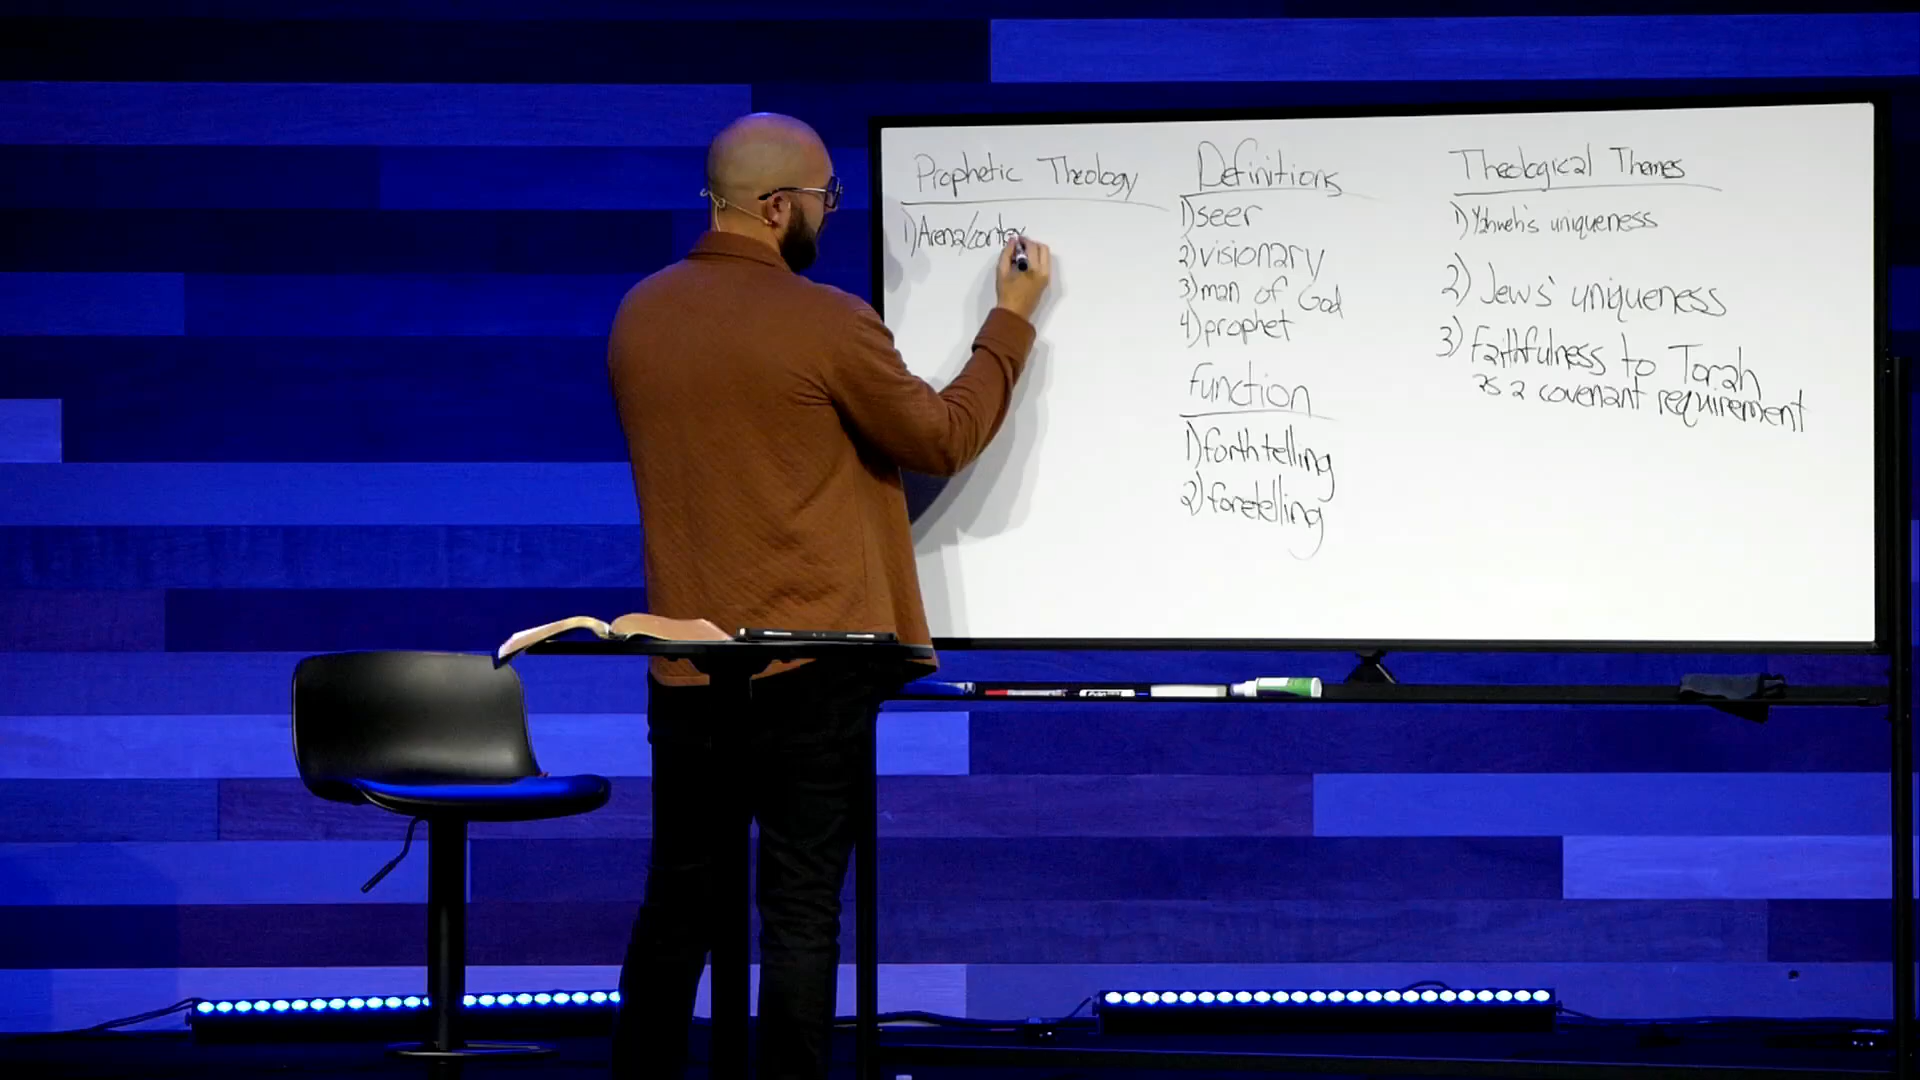 Prophetic Theology
1) Arena/contex
Definitions
1) seer
2) visionary
3) man of God
4) prophet
Function
1) forthtelling
2) foretelling
Theological Themes
1) Yahweh's uniqueness
2) Jews' uniqueness
3) Faithfulness to Torah
as a covenant requirement